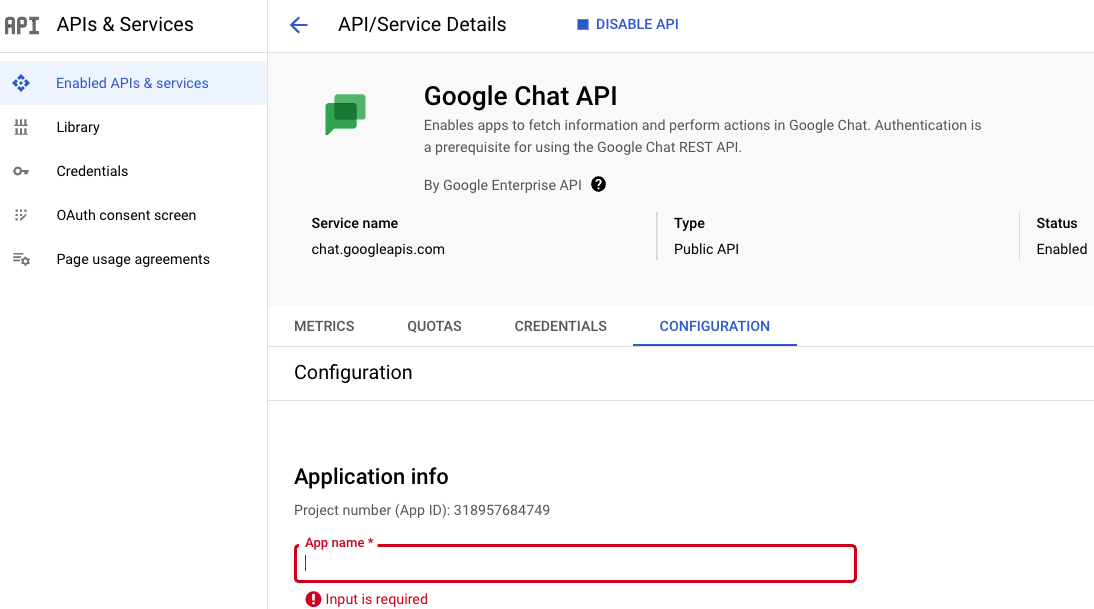 API APIs & Services
API/Service Details
DISABLE API
Enabled APIs & services
Library
Credentials
OAuth consent screen
Page usage agreements
Google Chat API
Enables apps to fetch information and perform actions in Google Chat. Authentication is
a prerequisite for using the Google Chat REST API.
By Google Enterprise API
Service name
chat.googleapis.com
Type
Public API
Status
Enabled
METRICS
QUOTAS
CREDENTIALS
CONFIGURATION
Configuration
Application info
Project number (App ID): 318957684749
App name *
Input is required